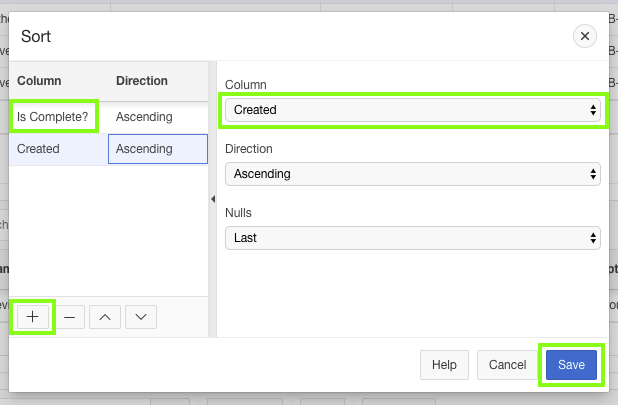 Sort
Column Direction
Is Complete? Ascending
Created Ascending
Column
Created
Direction
Ascending
Nulls
Last
Help Cancel Save